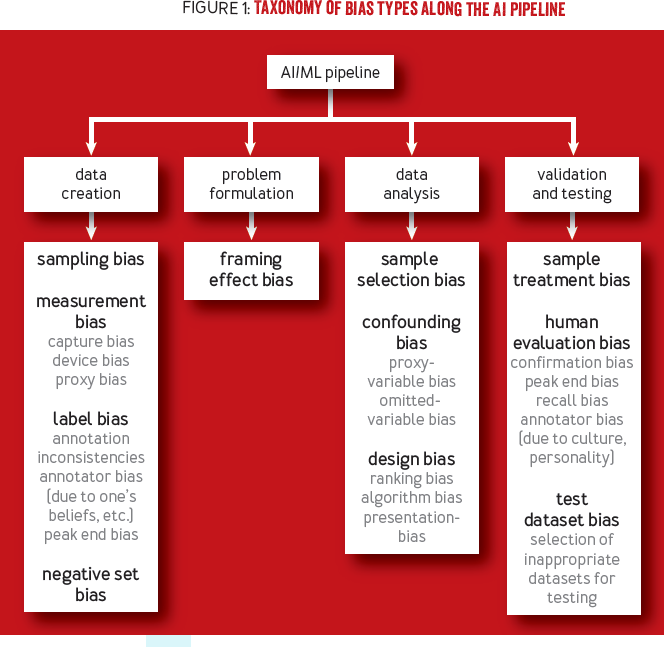 FIGURE 1: TAXONOMY OF BIAS TYPES ALONG THE AI PIPELINE
AI/ML pipeline
data
creation
problem
formulation
data
analysis
validation
and testing
sampling bias
measurement
bias
capture bias
device bias
proxy bias
label bias
annotation
inconsistencies
annotator bias
(due to one's
beliefs, etc.)
peak end bias
negative set
bias
framing
effect bias
sample
selection bias
confounding
bias
proxy-
variable bias
omitted-
variable bias
design bias
ranking bias
algorithm bias
presentation-
bias
sample
treatment bias
human
evaluation bias
confirmation bias
peak end bias
recall bias
annotator bias
(due to culture,
personality)
test
dataset bias
selection of
inappropriate
datasets for
testing